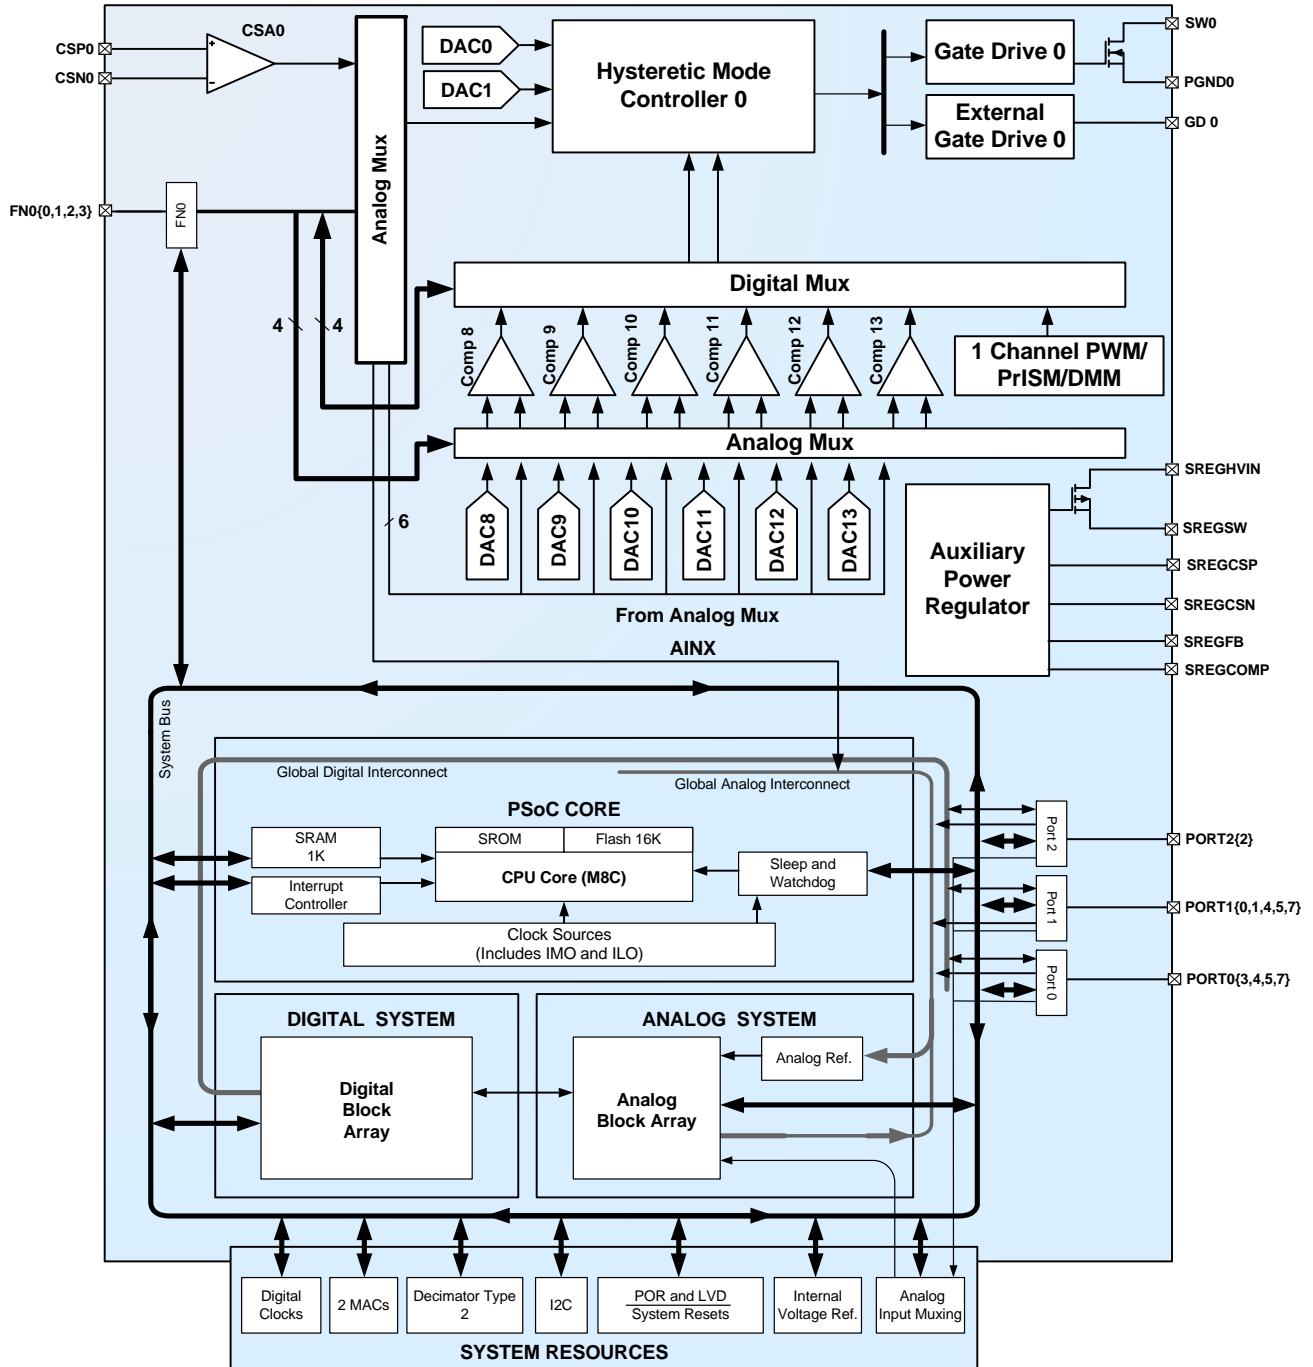 CSA0
CSP0
CSN0
DAC0
DAC1
Hysteretic Mode
Controller 0
Gate Drive 0
External
Gate Drive 0
SW0
PGND0
GD 0
Analog Mux
FN0{0,1,2,3}
FN0
4
4
Digital Mux
Comp 8
Comp 9
Comp 10
Comp 11
Comp 12
Comp 13
1 Channel PWM/
PrISM/DMM
Analog Mux
6
DAC8
DAC9
DAC10
DAC11
DAC12
DAC13
From Analog Mux
AINX
Auxiliary
Power
Regulator
SREGHVIN
SREGSW
SREGCSP
SREGCSN
SREGFB
SREGCOMP
System Bus
Global Digital Interconnect
Global Analog Interconnect
PSoC CORE
SRAM
1K
SROM
Flash 16K
CPU Core (M8C)
Interrupt
Controller
Sleep and
Watchdog
Clock Sources
(Includes IMO and ILO)
Port 2
PORT2{2}
Port 1
PORT1{0,1,4,5,7}
Port 0
PORT0{3,4,5,7}
DIGITAL SYSTEM
Digital
Block
Array
ANALOG SYSTEM
Analog Ref.
Analog
Block Array
Digital
Clocks
2 MACs
Decimator Type
2
I2C
POR and LVD
System Resets
Internal
Voltage Ref.
Analog
Input Muxing
SYSTEM RESOURCES